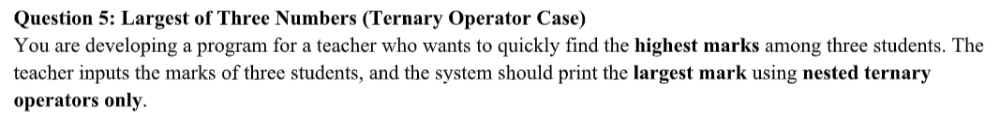 Question 5: Largest of Three Numbers (Ternary Operator Case)
You are developing a program for a teacher who wants to quickly find the highest marks among three students. The
teacher inputs the marks of three students, and the system should print the largest mark using nested ternary
operators only.